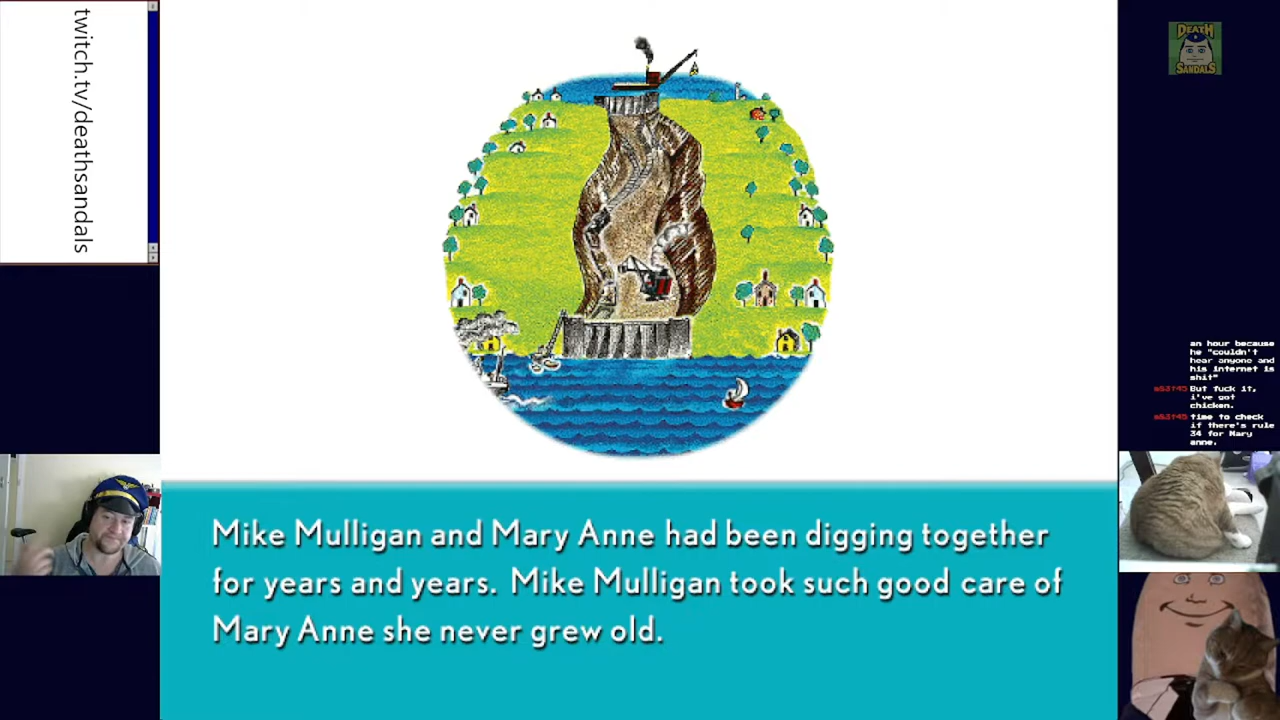 twitch.tv/deathsandals
DEATH
SANDALS
Mike Mulligan and Mary Anne had been digging together
for years and years. Mike Mulligan took such good care of
Mary Anne she never grew old.
an hour because
he "couldn't
hear anyone and
his internet is
shit"
But fuck it,
i've got
chicken.
time to check
if there's rule
34 for Mary
anne.